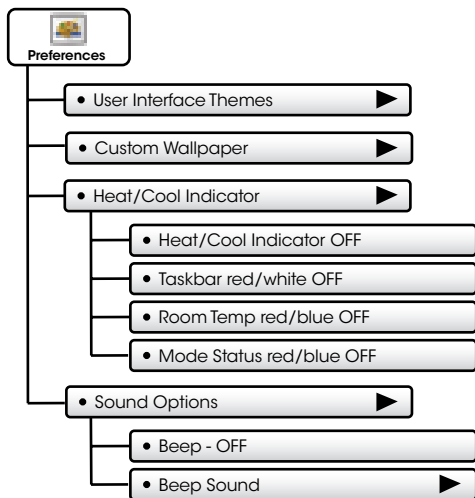 Preferences
• User Interface Themes
• Custom Wallpaper
• Heat/Cool Indicator
• Heat/Cool Indicator OFF
• Taskbar red/white OFF
• Room Temp red/blue OFF
• Mode Status red/blue OFF
• Sound Options
• Beep - OFF
• Beep Sound